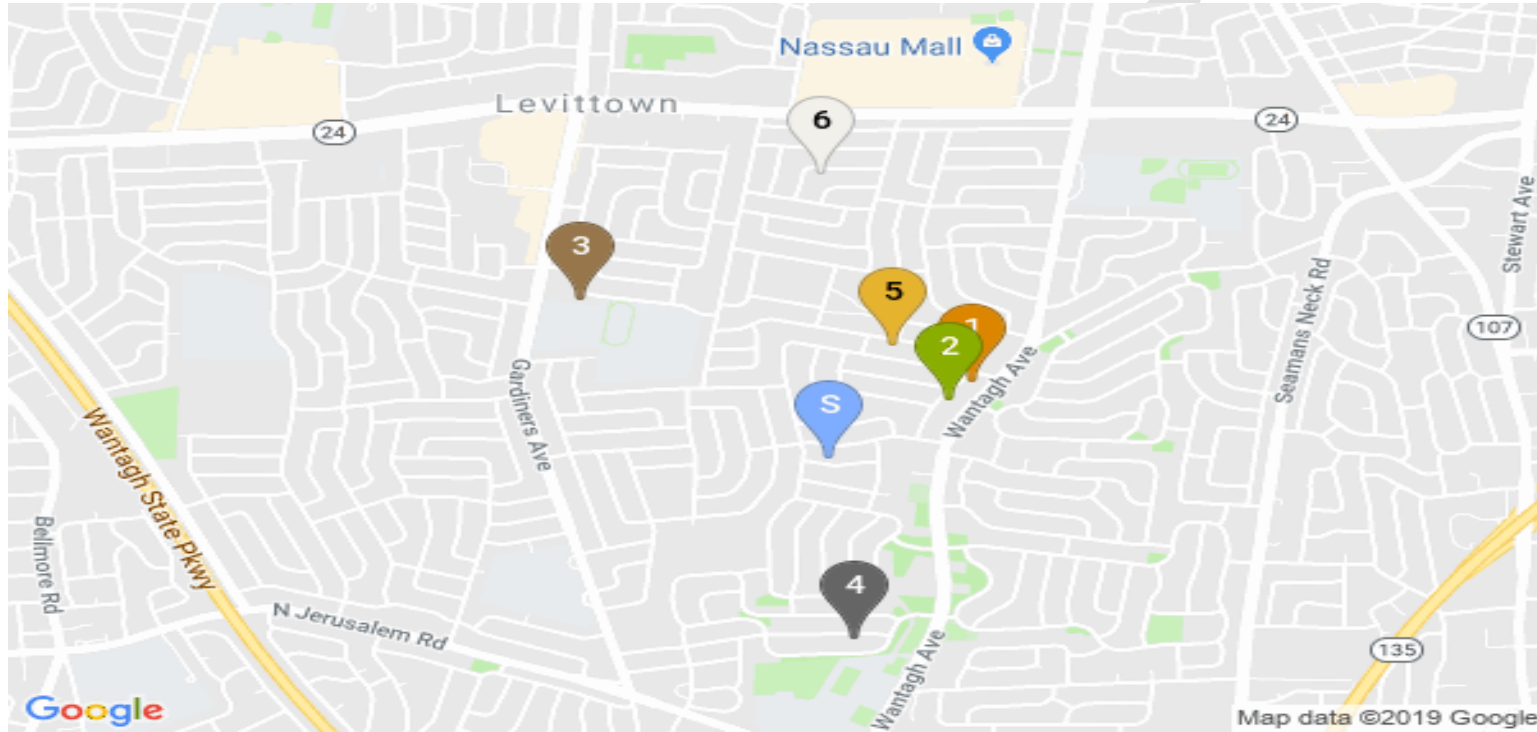 Nassau Mall
Levittown
24
6
24
Stewart Ave
3
Seamans Neck Rd
5
1
2
107
Gardiners Ave
Wantagh Ave
S
Wantagh State Pkwy
Bellmore Rd
4
N Jerusalem Rd
135
Wantagh Ave
Google
Map data ©2019 Google